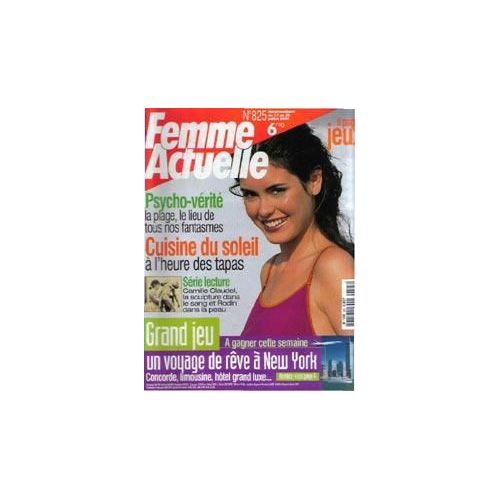 N°825
6F90
jeux
Femme
Actuelle
Psycho-vérité
la plage, le lieu de
tous nos fantasmes
Cuisine du soleil
à l'heure des tapas
Série lecture
Camille Claudel,
la sculpture dans
le sang et Rodin
dans la peau
Grand jeu
A gagner cette semaine
un voyage de rêve à New York
Concorde, limousine, hôtel grand luxe...